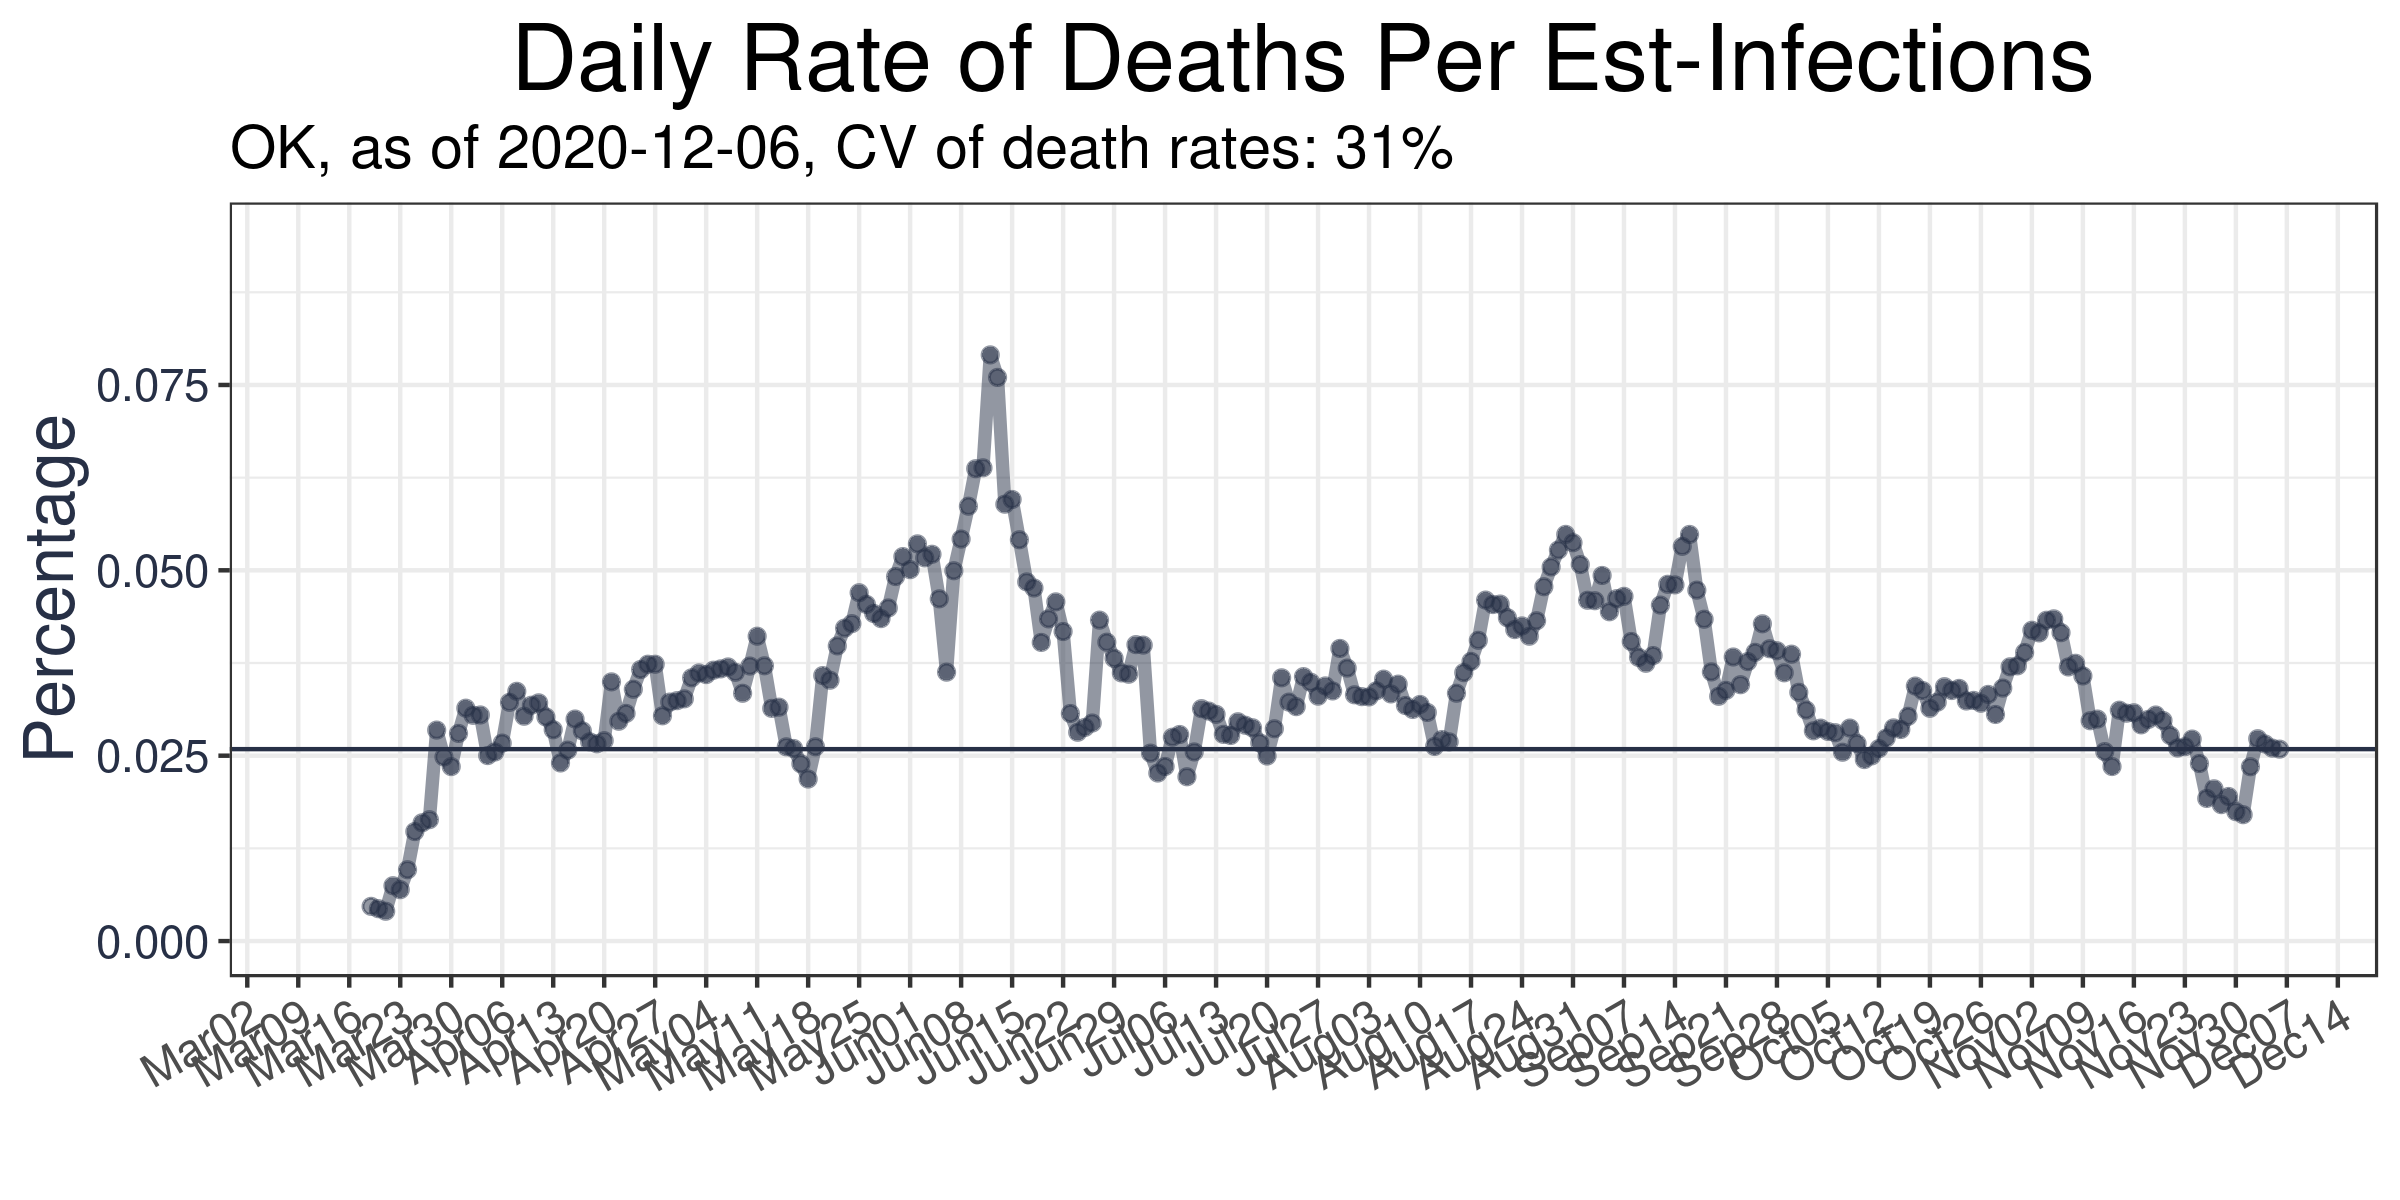 Daily Rate of Deaths Per Est-Infections
OK, as of 2020-12-06, CV of death rates: 31%
Percentage
0.075
0.050
0.025
0.000
Mar02
Mar09
Mar16
Mar23
Mar30
Apr06
Apr13
Apr20
Apr27
May04
May11
May18
May25
Jun01
Jun08
Jun15
Jun22
Jun29
Jul06
Jul13
Jul20
Jul27
Aug03
Aug10
Aug17
Aug24
Aug31
Sep07
Sep14
Sep21
Sep28
Oct05
Oct12
Oct19
Oct26
Nov02
Nov09
Nov16
Nov23
Nov30
Dec07
Dec14